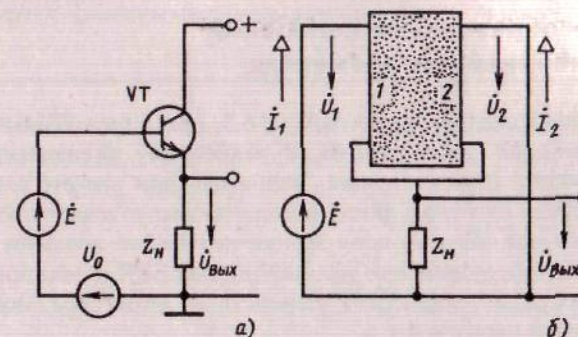 +
VT
Ė
U₀
Zн
U̇вых
а)
İ₁
U̇₁
1
2
U̇₂
İ₂
Ė
Zн
U̇вых
б)